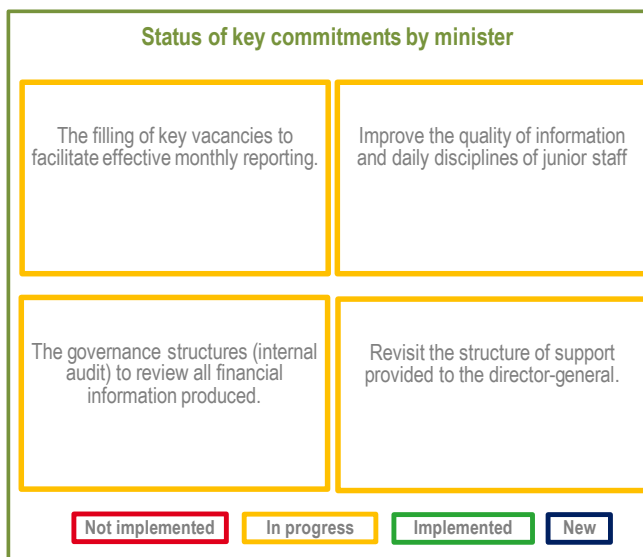 Status of key commitments by minister
The filling of key vacancies to
facilitate effective monthly reporting.
Improve the quality of information
and daily disciplines of junior staff
The governance structures (internal
audit) to review all financial
information produced.
Revisit the structure of support
provided to the director-general.
Not implemented
In progress
Implemented
New